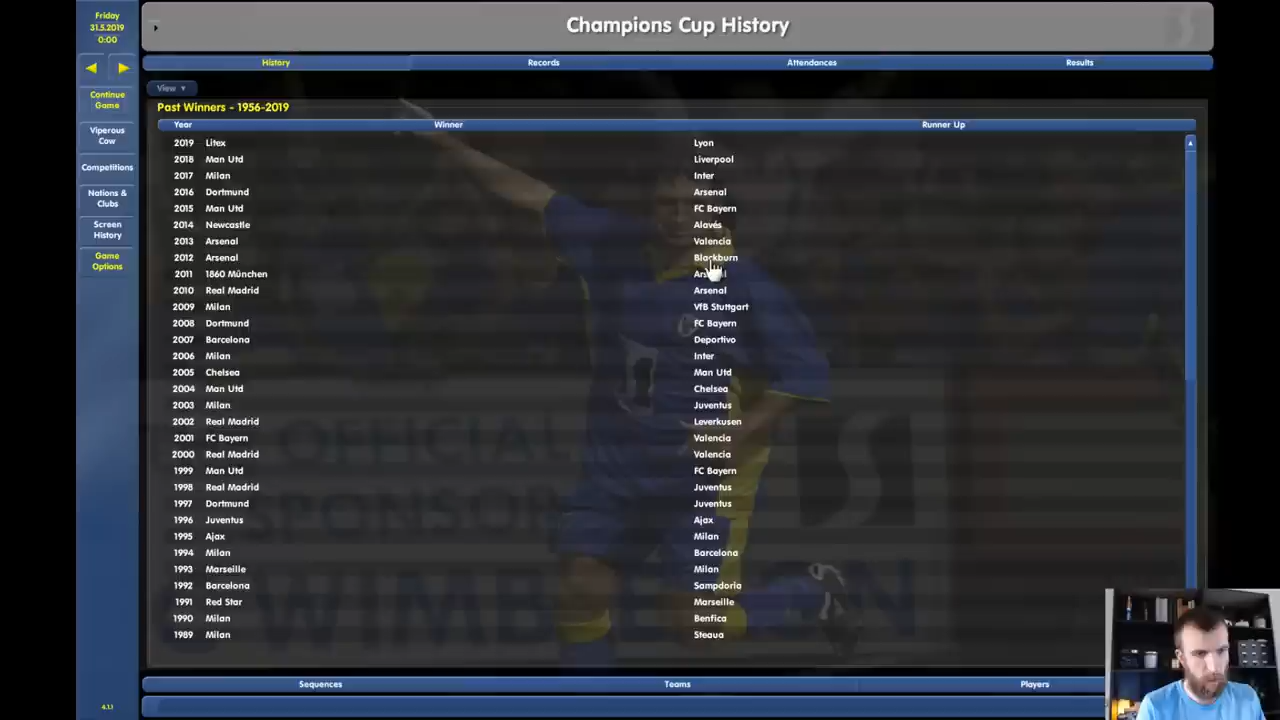 Friday
31.5.2019
0:00
Champions Cup History
History Records Attendances Results
Continue
Game
View
Past Winners - 1956-2019
Year Winner Runner Up
Viperous
Cow
Competitions
Nations &
Clubs
Screen
History
Game
Options
2019 Litex Lyon
2018 Man Utd Liverpool
2017 Milan Inter
2016 Dortmund Arsenal
2015 Man Utd FC Bayern
2014 Newcastle Alavés
2013 Arsenal Valencia
2012 Arsenal Blackburn
2011 1860 München
2010 Real Madrid Arsenal
2009 Milan VfB Stuttgart
2008 Dortmund FC Bayern
2007 Barcelona Deportivo
2006 Milan Inter
2005 Chelsea Man Utd
2004 Man Utd Chelsea
2003 Milan Juventus
2002 Real Madrid Leverkusen
2001 FC Bayern Valencia
2000 Real Madrid Valencia
1999 Man Utd FC Bayern
1998 Real Madrid Juventus
1997 Dortmund Juventus
1996 Juventus Ajax
1995 Ajax Milan
1994 Milan Barcelona
1993 Marseille Milan
1992 Barcelona Sampdoria
1991 Red Star Marseille
1990 Milan Benfica
1989 Milan Steaua
OFFICIAL
SPONSOR
WIMBLEDON
Sequences Teams Players
4.1.1